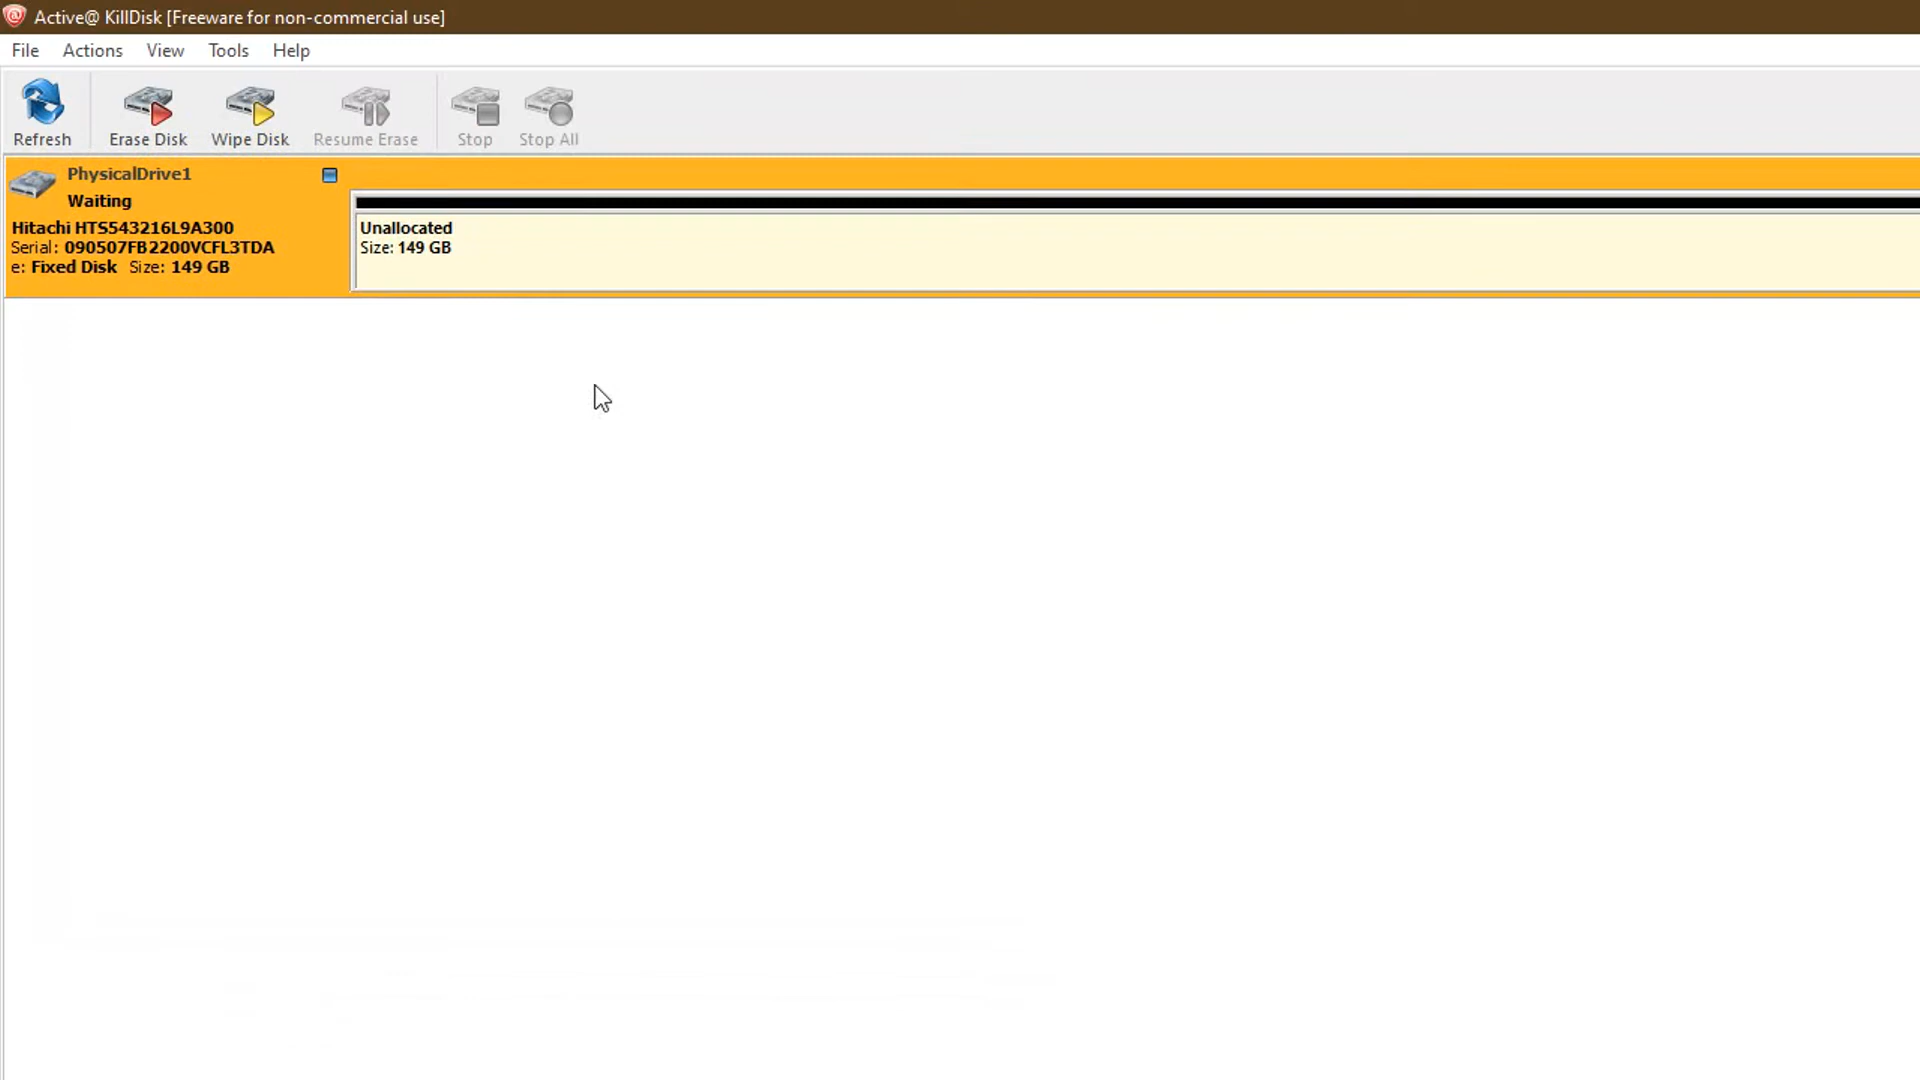 Active@ KillDisk [Freeware for non-commercial use]
File Actions View Tools Help
Refresh Erase Disk Wipe Disk Resume Erase Stop Stop All
PhysicalDrive1
Waiting
Hitachi HTS543216L9A300
Serial: 090507FB2200VCFL3TDA
e: Fixed Disk Size: 149 GB
Unallocated
Size: 149 GB